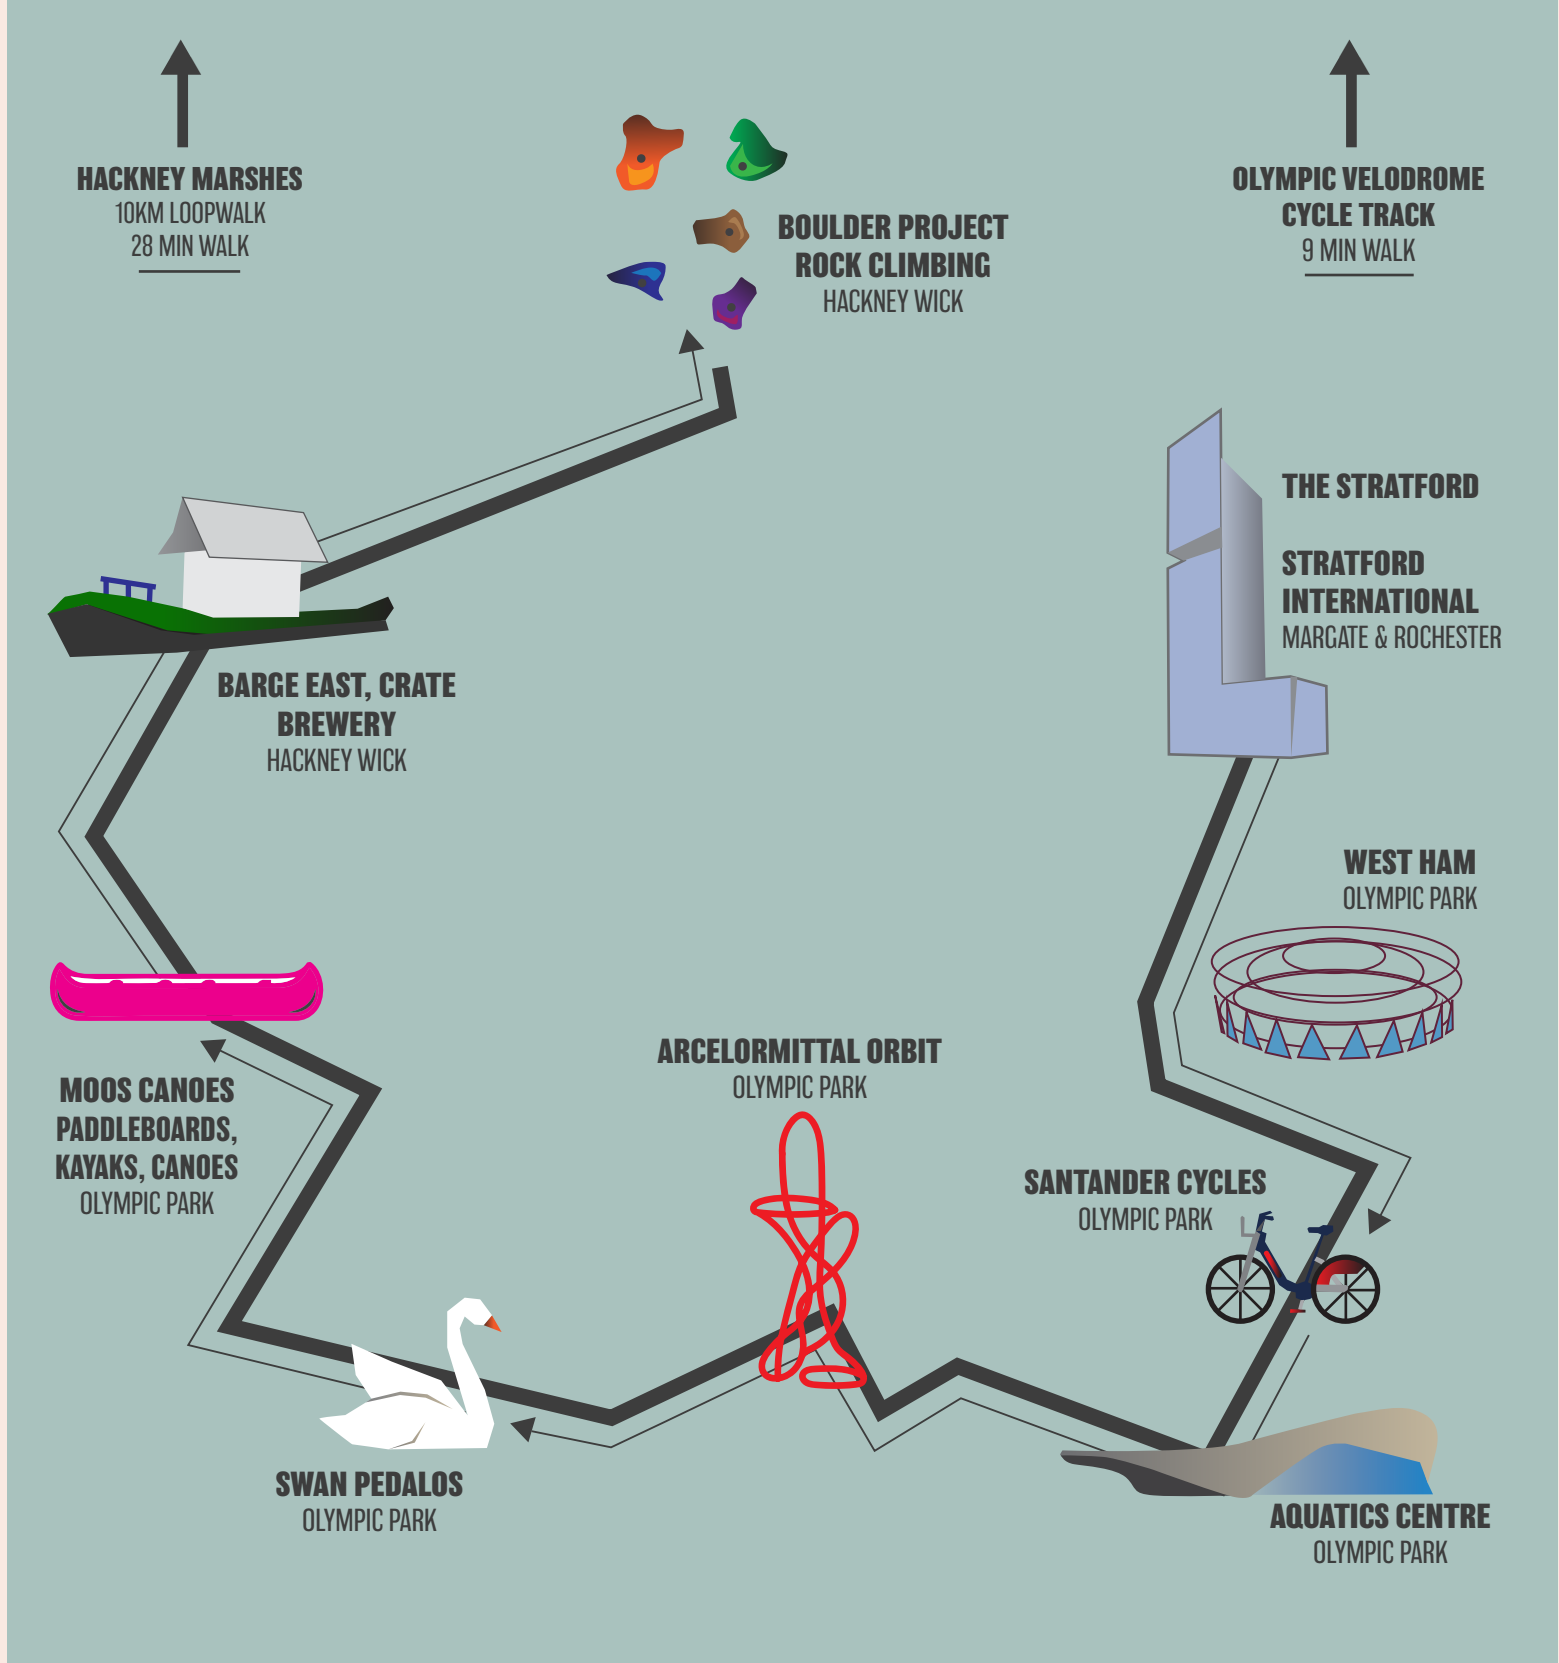 HACKNEY MARSHES
10KM LOOPWALK
28 MIN WALK
OLYMPIC VELODROME
CYCLE TRACK
9 MIN WALK
BOULDER PROJECT
ROCK CLIMBING
HACKNEY WICK
THE STRATFORD
STRATFORD
INTERNATIONAL
MARGATE & ROCHESTER
BARGE EAST, CRATE
BREWERY
HACKNEY WICK
WEST HAM
OLYMPIC PARK
ARCELORMITTAL ORBIT
OLYMPIC PARK
MOOS CANOES
PADDLEBOARDS,
KAYAKS, CANOES
OLYMPIC PARK
SANTANDER CYCLES
OLYMPIC PARK
SWAN PEDALOS
OLYMPIC PARK
AQUATICS CENTRE
OLYMPIC PARK